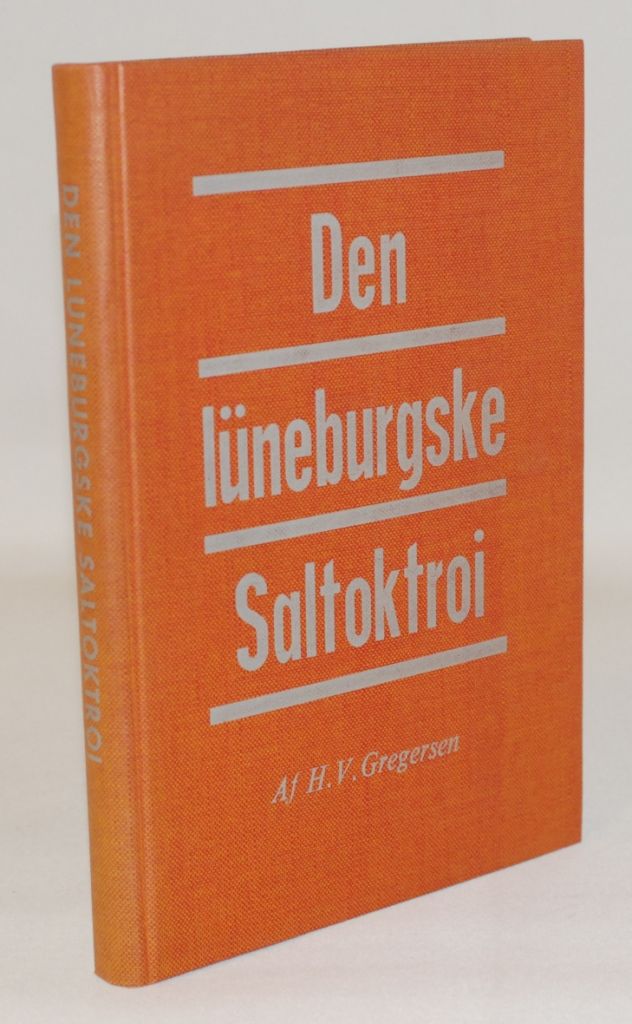 DEN LÜNEBURGSKE SALTOKTROI
Den
lüneburgske
Saltoktroi
Af H.V. Gregersen